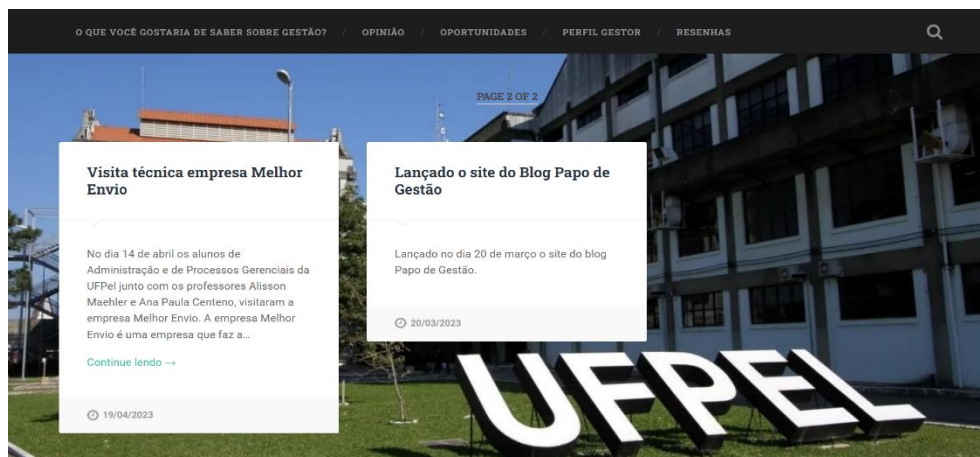 O QUE VOCÊ GOSTARIA DE SABER SOBRE GESTÃO? / OPINIÃO / OPORTUNIDADES / PERFIL GESTOR / RESENHAS
PAGE 2 OF 2
Visita técnica empresa Melhor
Envio
No dia 14 de abril os alunos de
Administração e de Processos Gerenciais da
UFPel junto com os professores Alisson
Maehler e Ana Paula Centeno, visitaram a
empresa Melhor Envio. A empresa Melhor
Envio é uma empresa que faz a…
Continue lendo →
19/04/2023
Lançado o site do Blog Papo de
Gestão
Lançado no dia 20 de março o site do blog
Papo de Gestão.
20/03/2023
UFPEL